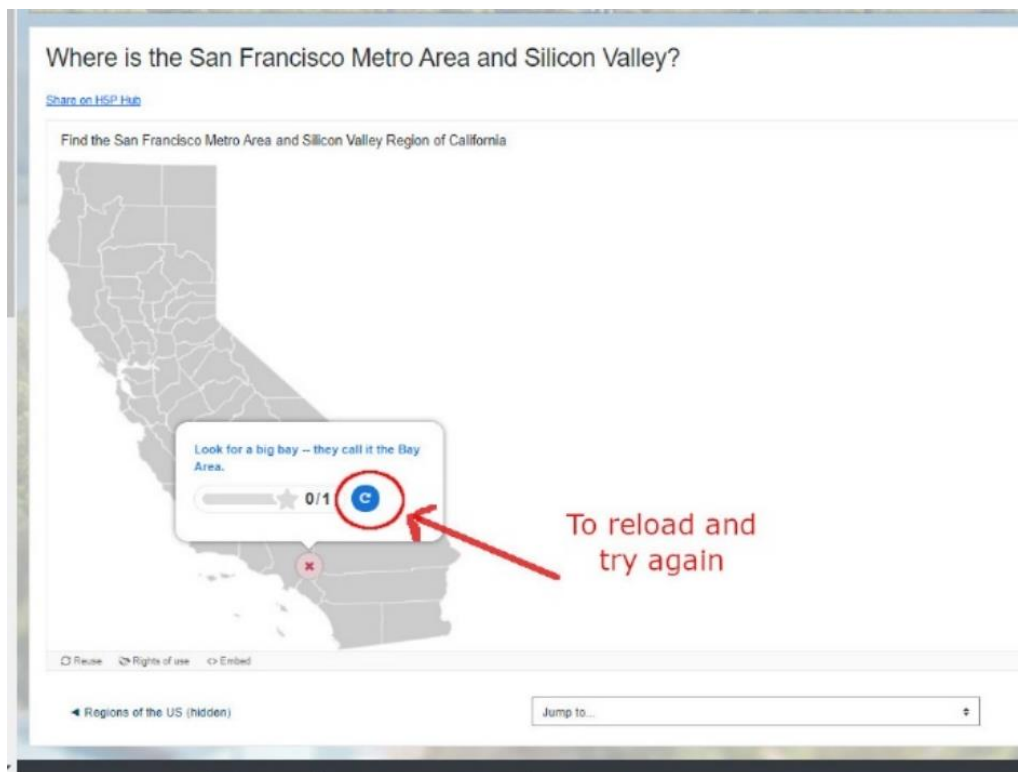 Where is the San Francisco Metro Area and Silicon Valley?
Share on H5P Hub
Find the San Francisco Metro Area and Silicon Valley Region of California
Look for a big bay -- they call it the Bay
Area.
0/1
To reload and
try again
Reuse Rights of use <> Embed
◄ Regions of the US (hidden)
Jump to...